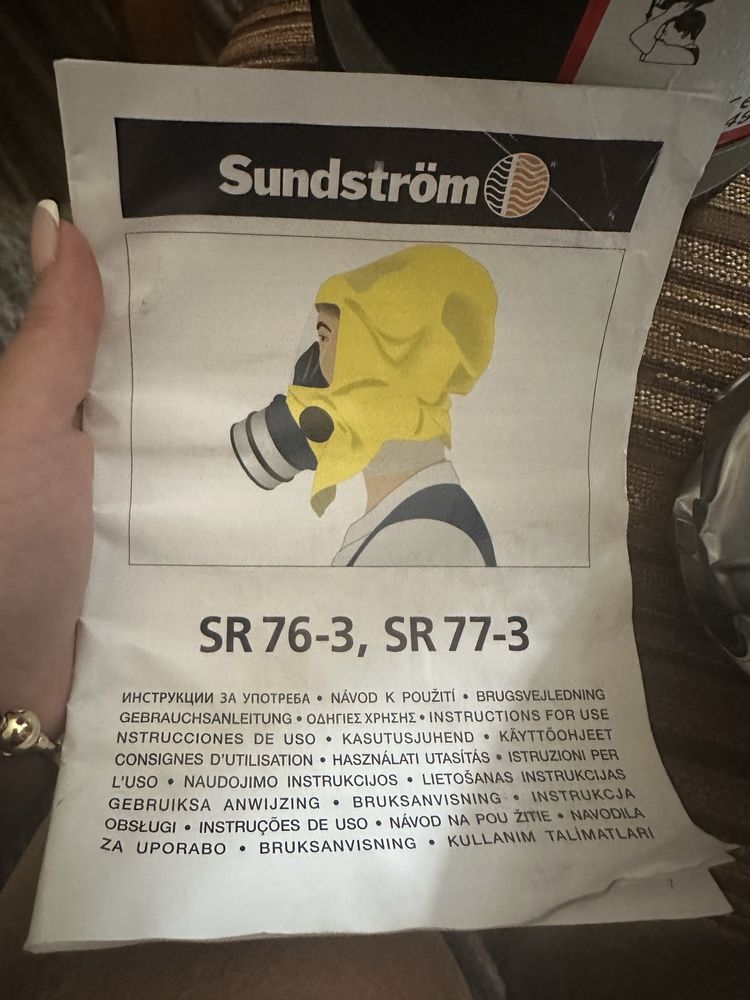 Sundström
SR 76-3, SR 77-3
ИНСТРУКЦИИ ЗА УПОТРЕБА • NÁVOD K POUŽITÍ • BRUGSVEJLEDNING
GEBRAUCHSANLEITUNG • ΟΔΗΓΙΕΣ ΧΡΗΣΗΣ • INSTRUCTIONS FOR USE
NSTRUCCIONES DE USO • KASUTUSJUHEND • KÄYTTÖOHJEET
CONSIGNES D'UTILISATION • HASZNÁLATI UTASÍTÁS • ISTRUZIONI PER
L'USO • NAUDOJIMO INSTRUKCIJOS • LIETOŠANAS INSTRUKCIJAS
GEBRUIKSA ANWIJZING • BRUKSANVISNING • INSTRUKCJA
OBSŁUGI • INSTRUÇÕES DE USO • NÁVOD NA POU ŽITIE • NAVODILA
ZA UPORABO • BRUKSANVISNING • KULLANIM TALİMATLARI